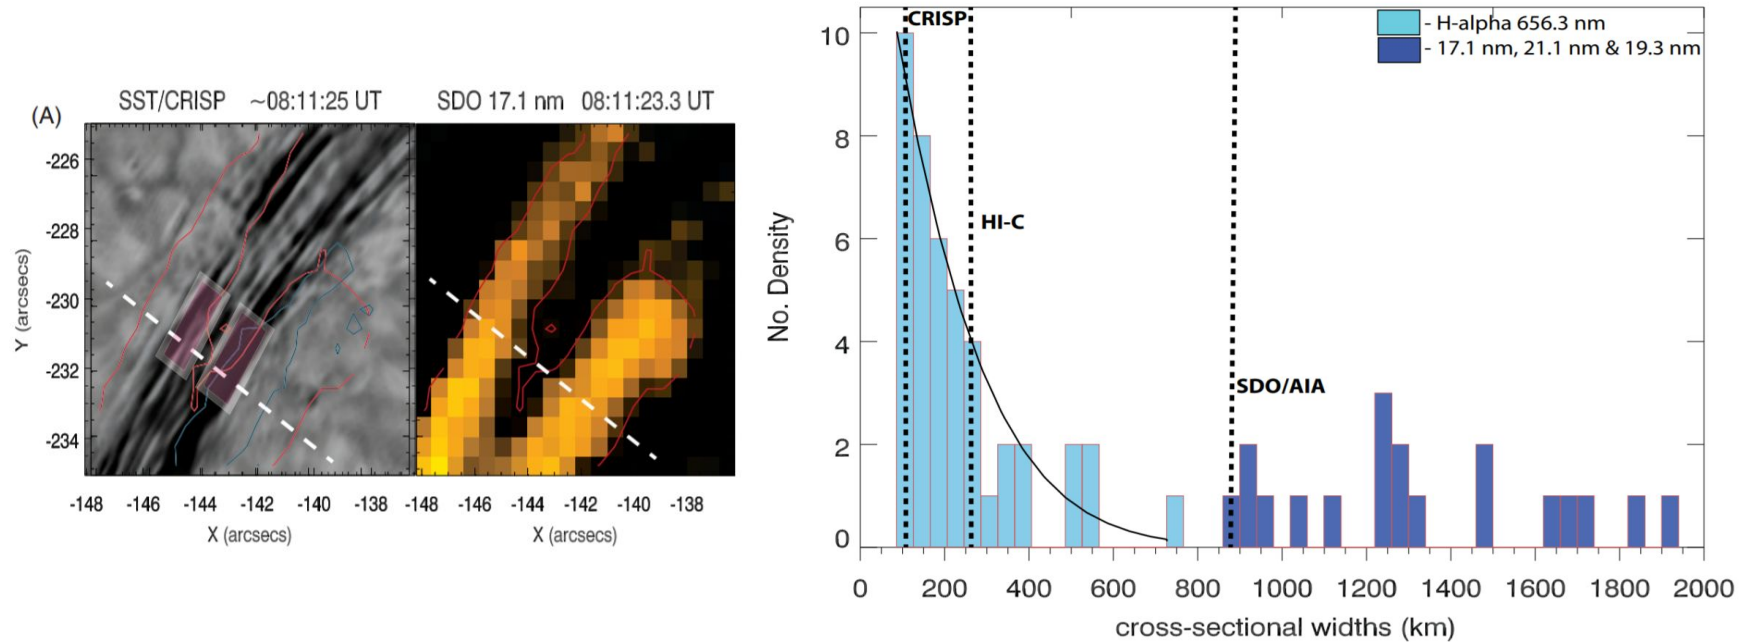 (A)
SST/CRISP ~08:11:25 UT
SDO 17.1 nm 08:11:23.3 UT
Y (arcsecs)
-226
-228
-230
-232
-234
-148 -146 -144 -142 -140 -138
X (arcsecs)
-148 -146 -144 -142 -140 -138
X (arcsecs)
CRISP
HI-C
SDO/AIA
- H-alpha 656.3 nm
- 17.1 nm, 21.1 nm & 19.3 nm
No. Density
10
8
6
4
2
0
0 200 400 600 800 1000 1200 1400 1600 1800 2000
cross-sectional widths (km)